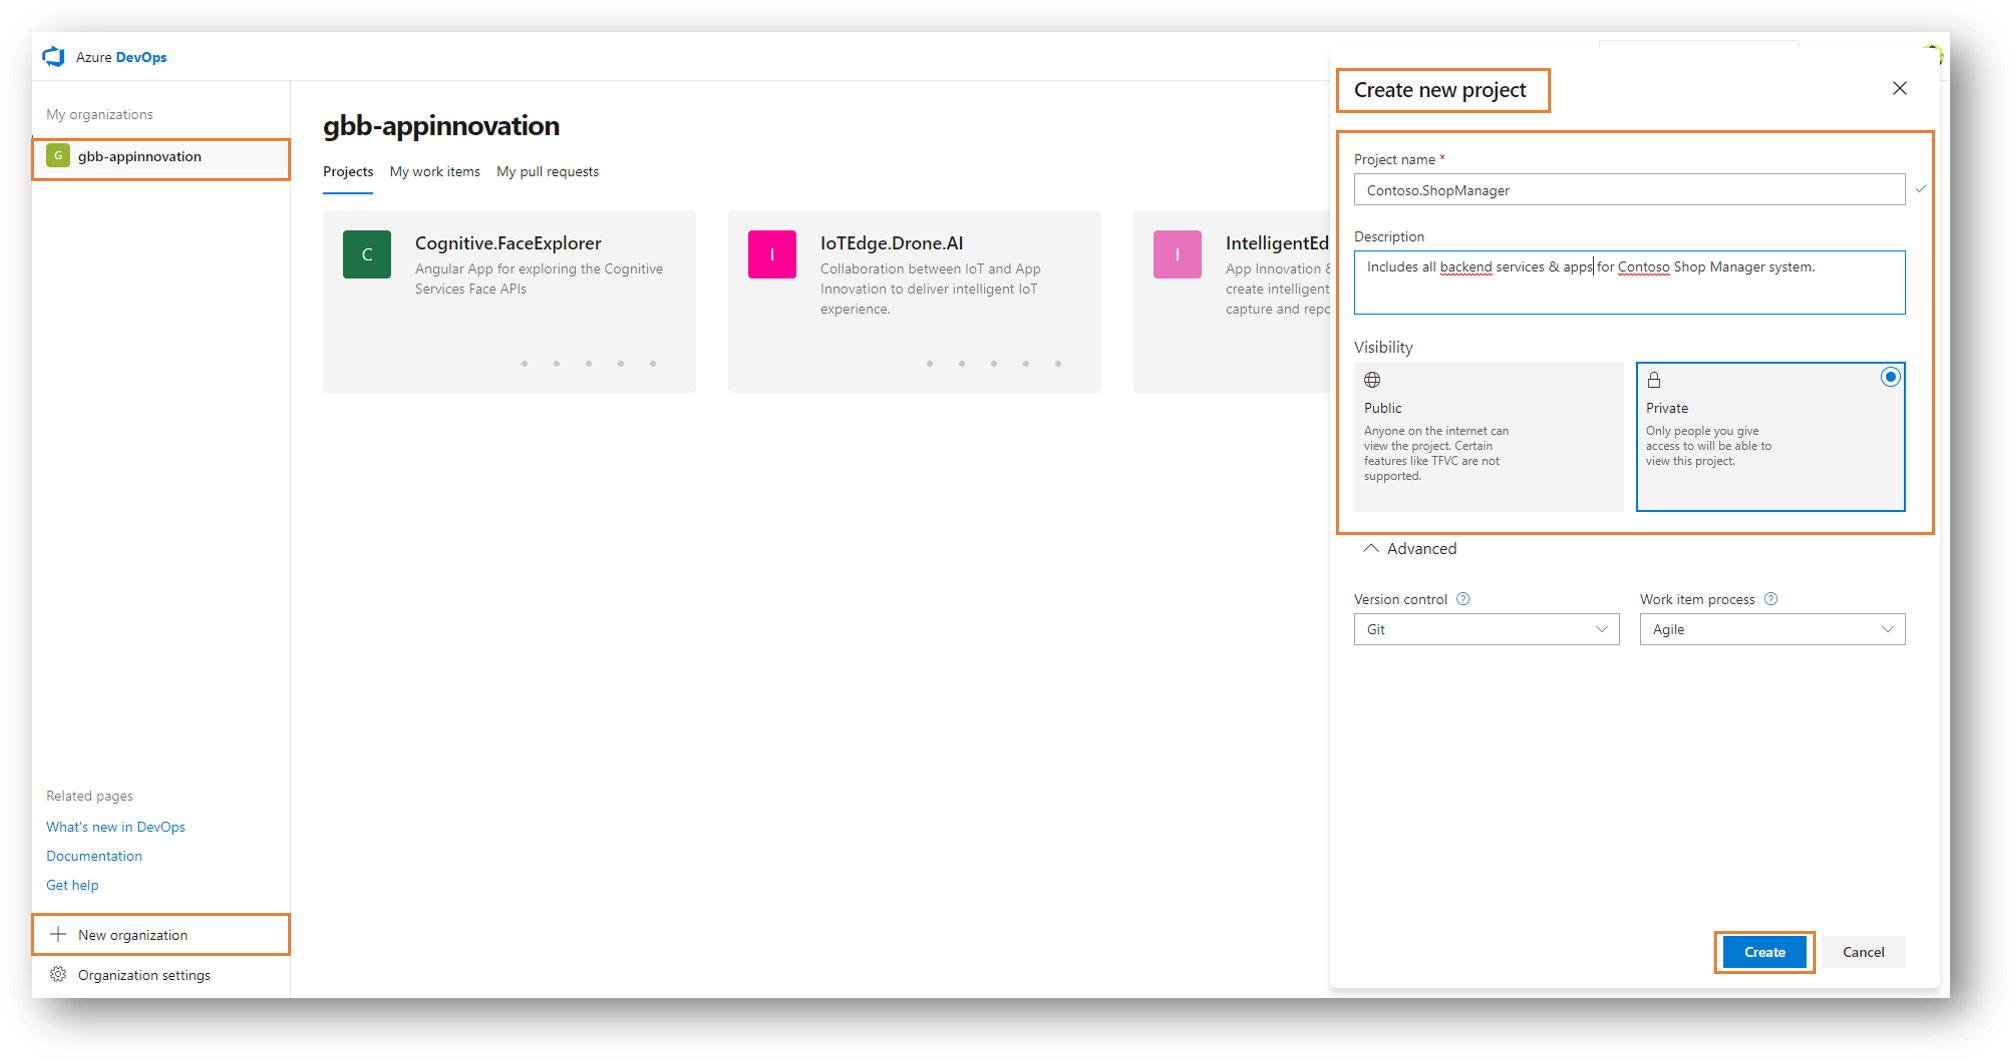 Azure DevOps
My organizations
G gbb-appinnovation
gbb-appinnovation
Projects My work items My pull requests
C
Cognitive.FaceExplorer
Angular App for exploring the Cognitive
Services Face APIs
I
IoTEdge.Drone.AI
Collaboration between IoT and App
Innovation to deliver intelligent IoT
experience.
I
IntelligentEd
App Innovation &
create intelligent
capture and repo
Related pages
What's new in DevOps
Documentation
Get help
New organization
Organization settings
Create new project
Project name *
Contoso.ShopManager
Description
Includes all backend services & apps for Contoso Shop Manager system.
Visibility
Public
Anyone on the internet can
view the project. Certain
features like TFVC are not
supported.
Private
Only people you give
access to will be able to
view this project.
Advanced
Version control ?
Git
Work item process ?
Agile
Create Cancel